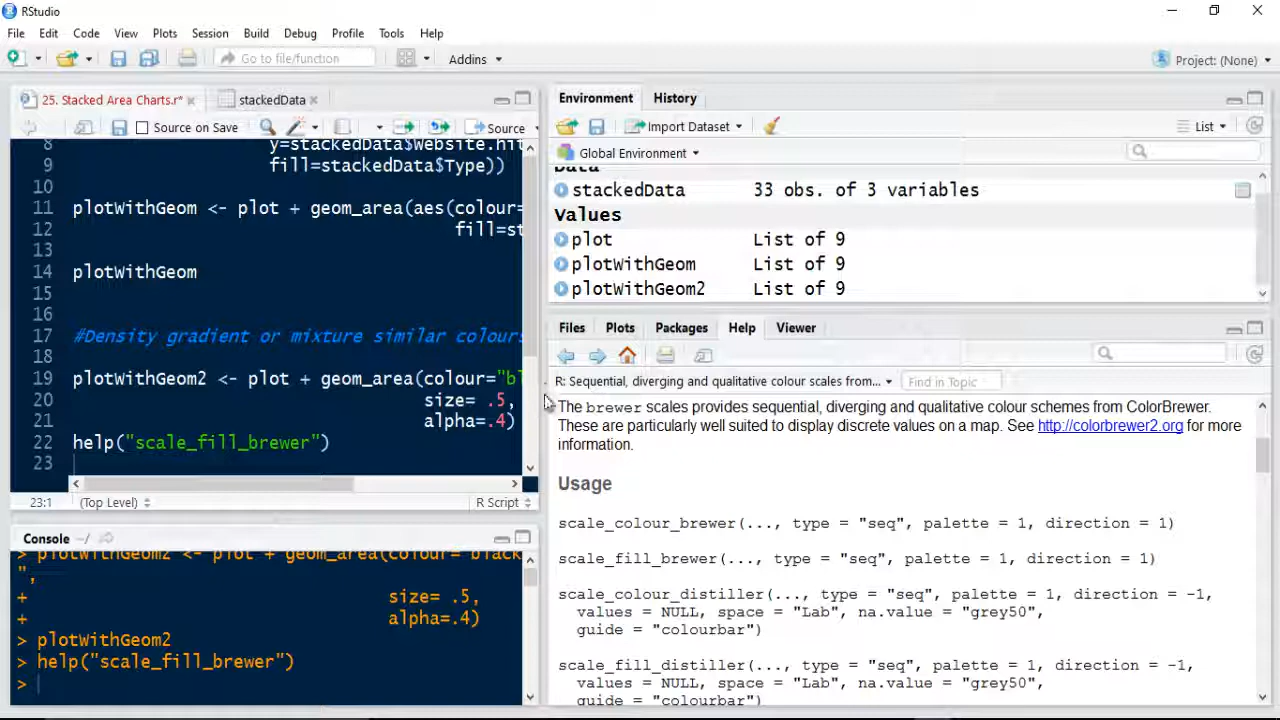 RStudio
File Edit Code View Plots Session Build Debug Profile Tools Help
Go to file/function Addins Project: (None)
25. Stacked Area Charts.r* stackedData
Source on Save Source
8 y=stackedData$Website.hit
9 fill=stackedData$Type))
10
11 plotWithGeom <- plot + geom_area(aes(colour=
12 fill=st
13
14 plotWithGeom
15
16
17 #Density gradient or mixture similar colours
18
19 plotWithGeom2 <- plot + geom_area(colour="bl
20 size= .5,
21 alpha=.4)
22 help("scale_fill_brewer")
23
23:1 (Top Level) R Script
Console ~/
> plotWithGeom2 <- plot + geom_area(colour="black
",
+ size= .5,
+ alpha=.4)
> plotWithGeom2
> help("scale_fill_brewer")
>
Environment History
Import Dataset List
Global Environment
Data
stackedData 33 obs. of 3 variables
Values
plot List of 9
plotWithGeom List of 9
plotWithGeom2 List of 9
Files Plots Packages Help Viewer
R: Sequential, diverging and qualitative colour scales from... Find in Topic
The brewer scales provides sequential, diverging and qualitative colour schemes from ColorBrewer.
These are particularly well suited to display discrete values on a map. See http://colorbrewer2.org for more
information.
Usage
scale_colour_brewer(..., type = "seq", palette = 1, direction = 1)
scale_fill_brewer(..., type = "seq", palette = 1, direction = 1)
scale_colour_distiller(..., type = "seq", palette = 1, direction = -1,
values = NULL, space = "Lab", na.value = "grey50",
guide = "colourbar")
scale_fill_distiller(..., type = "seq", palette = 1, direction = -1,
values = NULL, space = "Lab", na.value = "grey50",
guide = "colourbar")